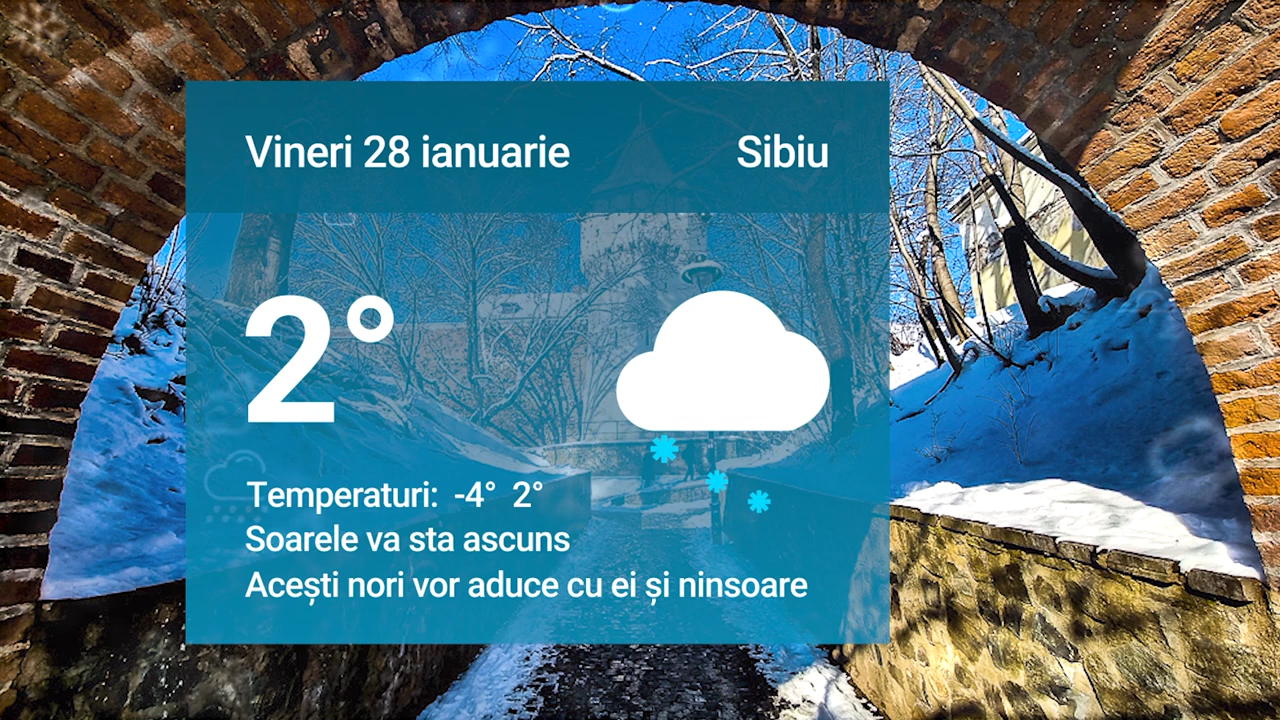 Vineri 28 ianuarie Sibiu
2°
Temperaturi: -4° 2°
Soarele va sta ascuns
Acești nori vor aduce cu ei și ninsoare